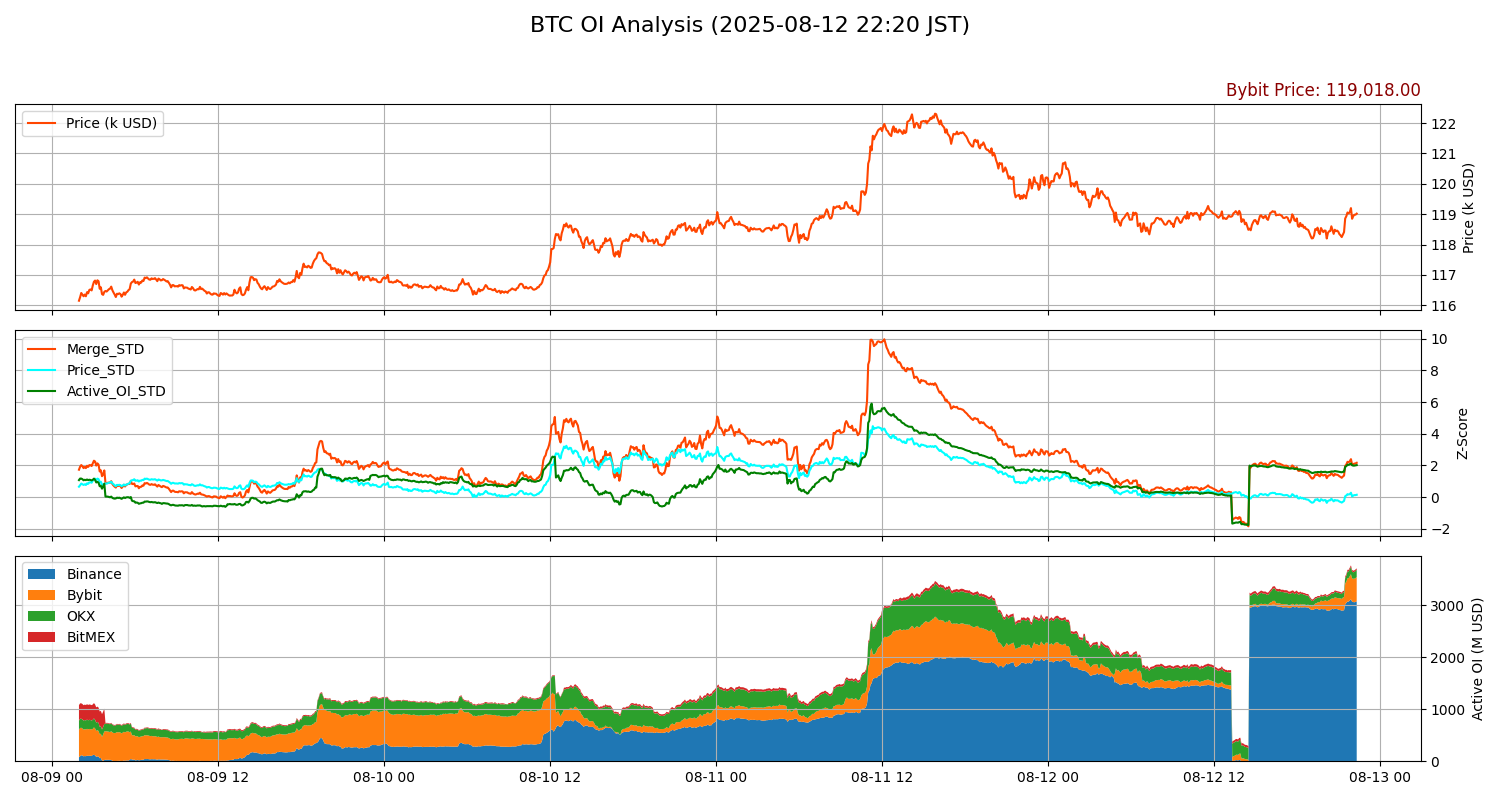 BTC OI Analysis (2025-08-12 22:20 JST)
Bybit Price: 119,018.00
Price (k USD)
122
121
120
119
118
117
116
Price (k USD)
Merge_STD
Price_STD
Active_OI_STD
10
8
6
4
2
0
−2
Z-Score
Binance
Bybit
OKX
BitMEX
3000
2000
1000
0
Active OI (M USD)
08-09 00
08-09 12
08-10 00
08-10 12
08-11 00
08-11 12
08-12 00
08-12 12
08-13 00